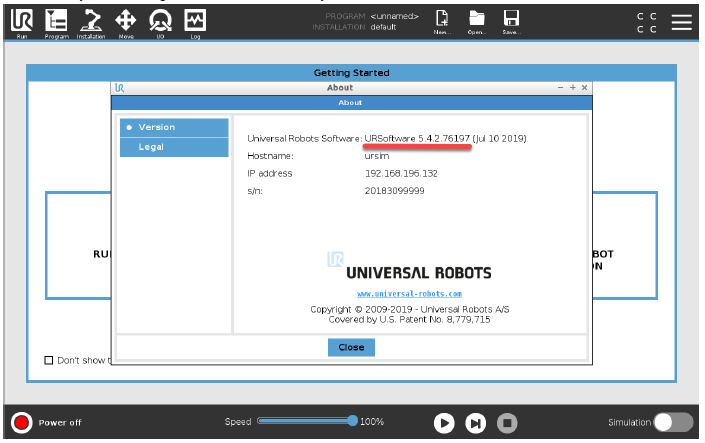 PROGRAM <unnamed>
INSTALLATION default
Run Program Installation Move I/O Log New... Open... Save...
C C
C C
Getting Started
UR About
About
Version
Legal
Universal Robots Software: URSoftware 5.4.2.76197 (Jul 10 2019)
Hostname: ursim
IP address 192.168.196.132
s/n: 20183099999
RU
BOT
N
UR
UNIVERSAL ROBOTS
www.universal-robots.com
Copyright © 2009-2019 - Universal Robots A/S
Covered by U.S. Patent No. 8,779,715
Don't show t
Close
Power off Speed 100% Simulation